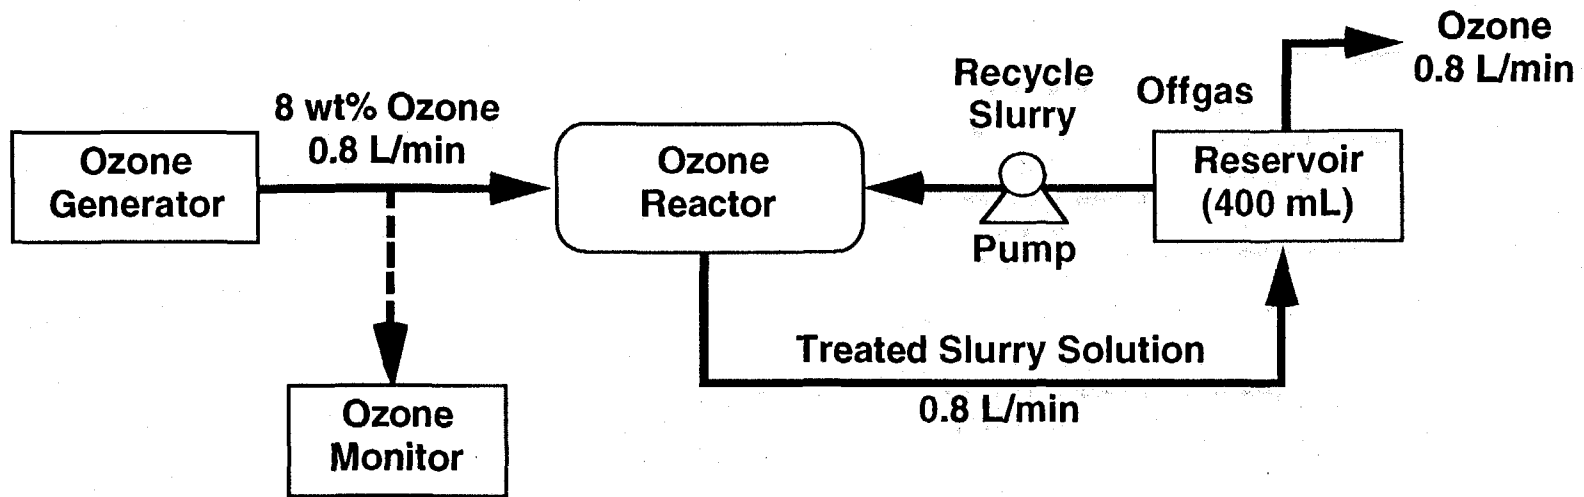 Ozone
0.8 L/min
Recycle
Slurry
Offgas
8 wt% Ozone
0.8 L/min
Ozone
Generator
Ozone
Reactor
Reservoir
(400 mL)
Pump
Treated Slurry Solution
0.8 L/min
Ozone
Monitor